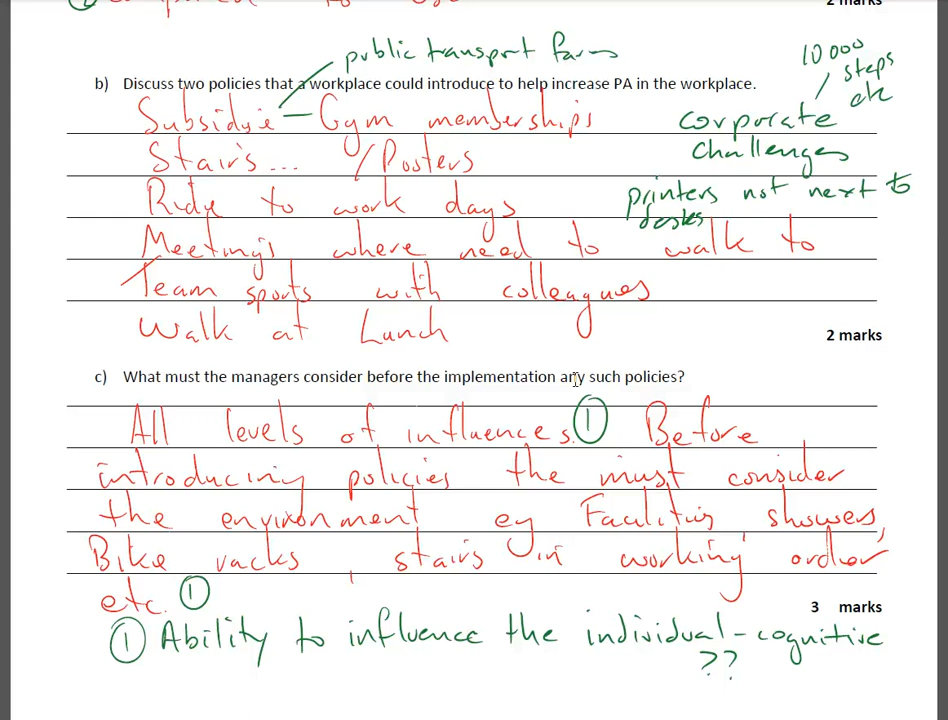 2 marks
public transport fares
10 000
steps
etc
b) Discuss two policies that a workplace could introduce to help increase PA in the workplace.
Subsidyie - Gym memberships
corporate
challenges
Stairs... / Posters
printers not next to
desks
Ride to work days
Meetings where need to walk to
Team sports with colleagues
Walk at Lunch
2 marks
c) What must the managers consider before the implementation any such policies?
All levels of influences. 1 Before
introducing policies the must consider
the environment eg Facilities showers,
Bike racks, stairs in working order
etc. 1
3 marks
1 Ability to influence the individual - cognitive
??